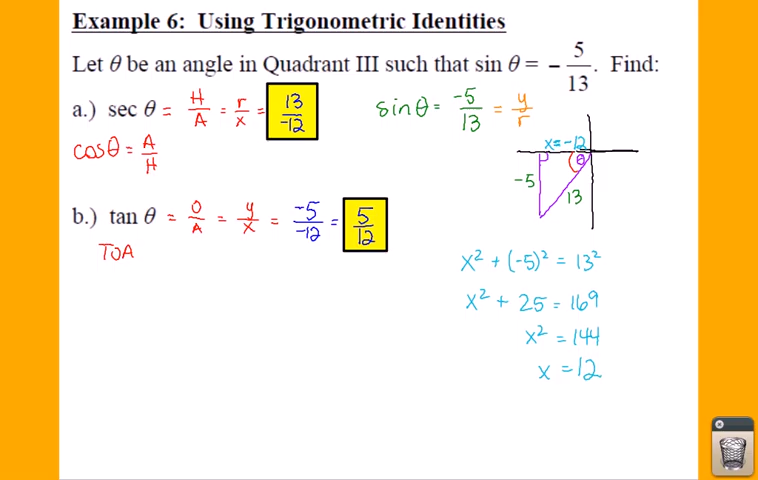 Example 6:  Using Trigonometric Identities
Let θ be an angle in Quadrant III such that sin θ = − 5/13.  Find:
a.) sec θ = H/A = r/x = 13/-12
cosθ = A/H
sinθ = -5/13 = y/r
x=-12
θ
-5
13
b.) tan θ = O/A = y/x = -5/-12 = 5/12
TOA
x² + (-5)² = 13²
x² + 25 = 169
x² = 144
x = 12